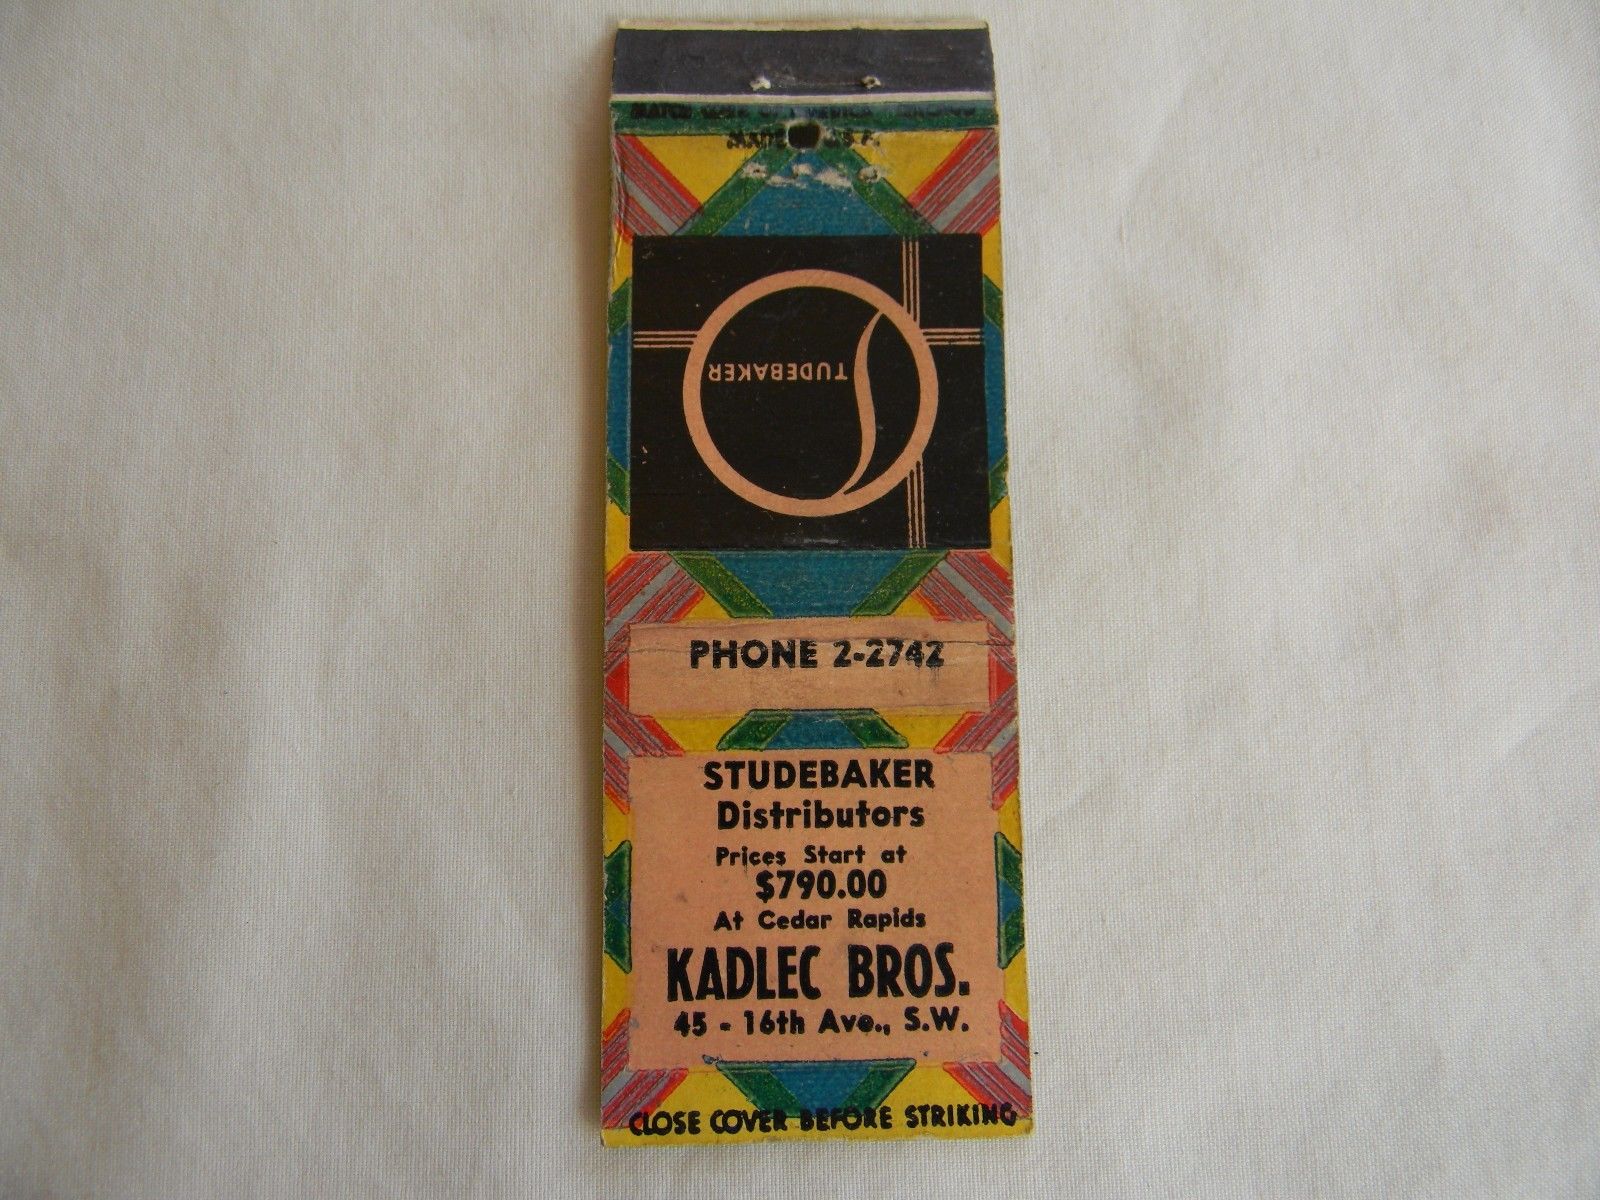 MADE U.S.A.
STUDEBAKER
PHONE 2-2742
STUDEBAKER
Distributors
Prices Start at
$790.00
At Cedar Rapids
KADLEC BROS.
45 - 16th Ave., S.W.
CLOSE COVER BEFORE STRIKING